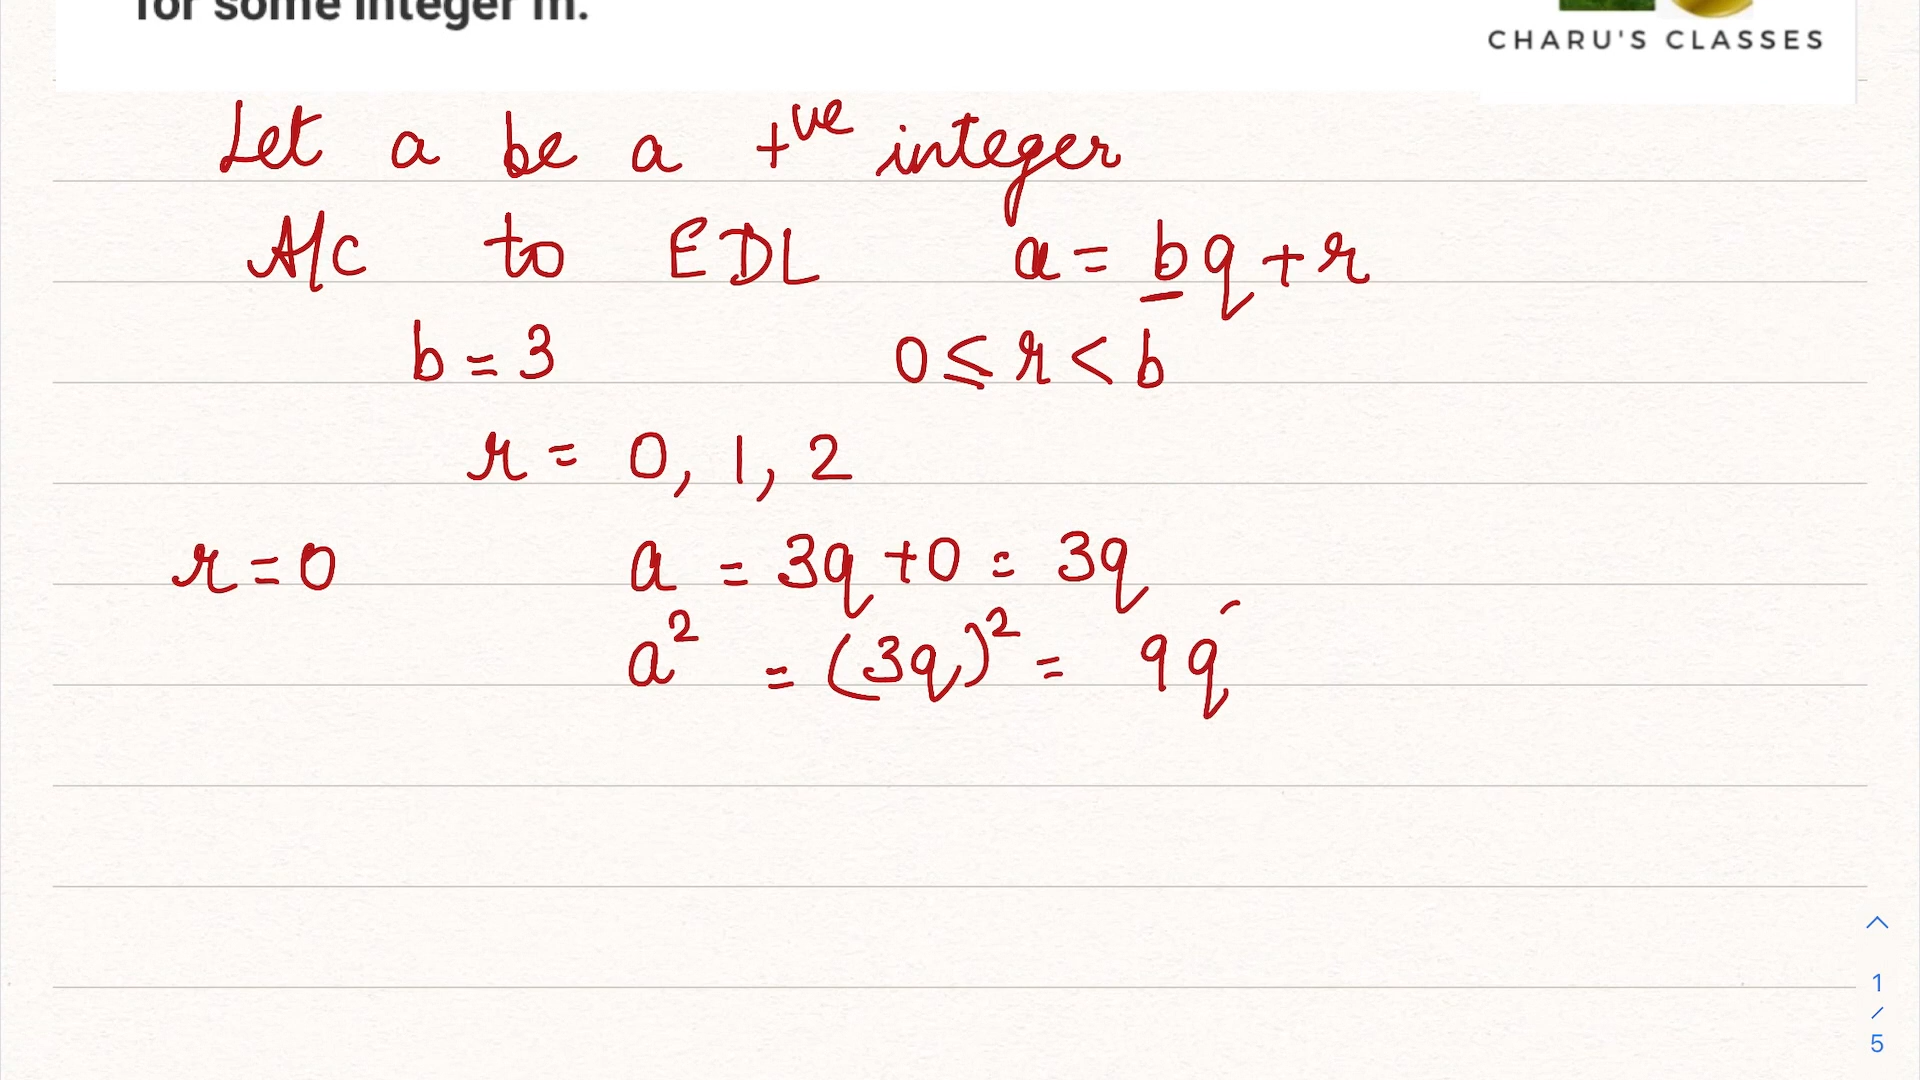 for some integer m.
CHARU'S CLASSES
Let a be a +ve integer
A/c to EDL a = bq + r
b = 3 0 ≤ r < b
r = 0, 1, 2
r = 0 a = 3q + 0 = 3q
a² = (3q)² = 9q
1
/
5